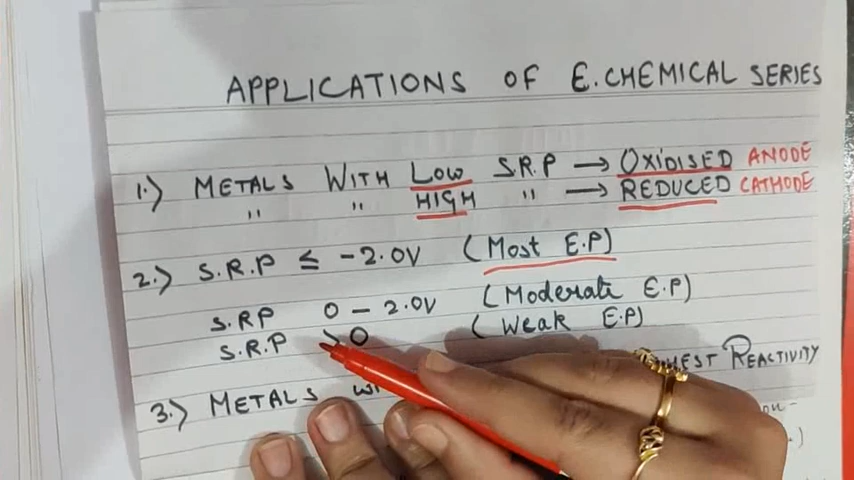 APPLICATIONS OF E.CHEMICAL SERIES
1.) METALS WITH LOW S.R.P → OXIDISED ANODE
" " HIGH " → REDUCED CATHODE
2.) S.R.P ≤ -2.0V (Most E.P)
S.RP 0 - 2.0V (Moderate E.P)
S.R.P >0 (Weak E.P)
3.) METALS REACTIVITY